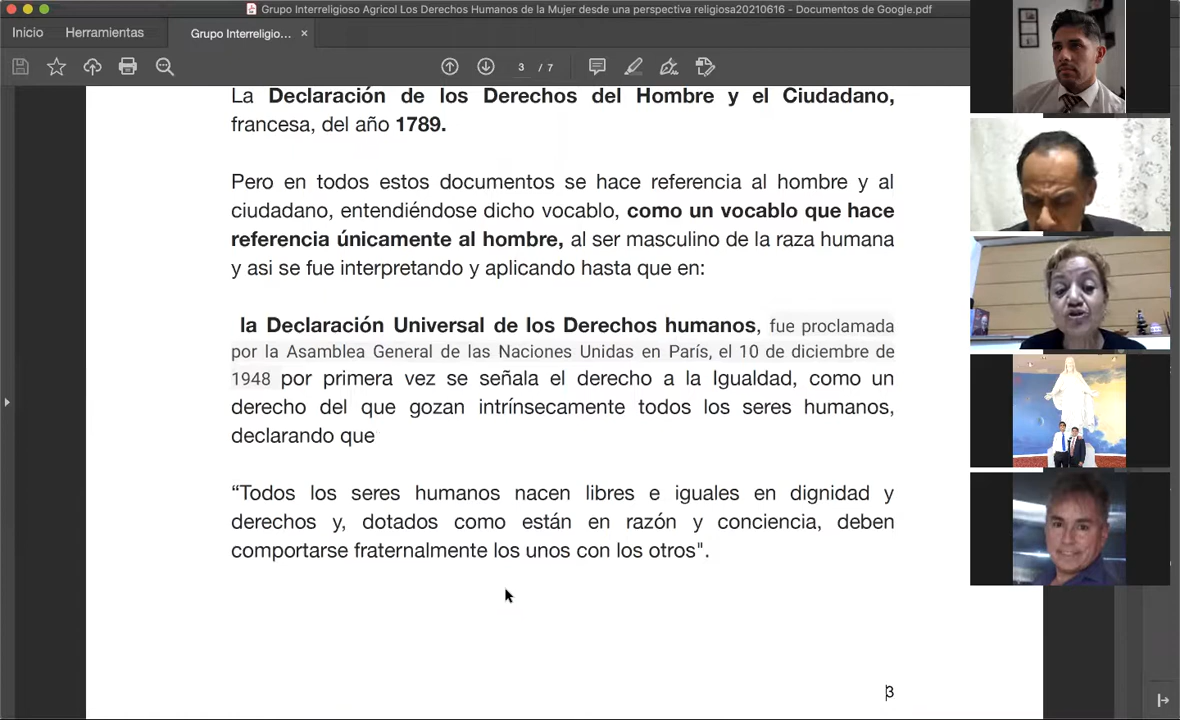 Grupo Interreligioso Agricol Los Derechos Humanos de la Mujer desde una perspectiva religiosa20210616 - Documentos de Google.pdf
Inicio
Herramientas
Grupo Interreligio...
3 / 7
La Declaración de los Derechos del Hombre y el Ciudadano,
francesa, del año 1789.
Pero en todos estos documentos se hace referencia al hombre y al
ciudadano, entendiéndose dicho vocablo, como un vocablo que hace
referencia únicamente al hombre, al ser masculino de la raza humana
y asi se fue interpretando y aplicando hasta que en:
la Declaración Universal de los Derechos humanos, fue proclamada
por la Asamblea General de las Naciones Unidas en París, el 10 de diciembre de
1948 por primera vez se señala el derecho a la Igualdad, como un
derecho del que gozan intrínsecamente todos los seres humanos,
declarando que
“Todos los seres humanos nacen libres e iguales en dignidad y
derechos y, dotados como están en razón y conciencia, deben
comportarse fraternalmente los unos con los otros".
3